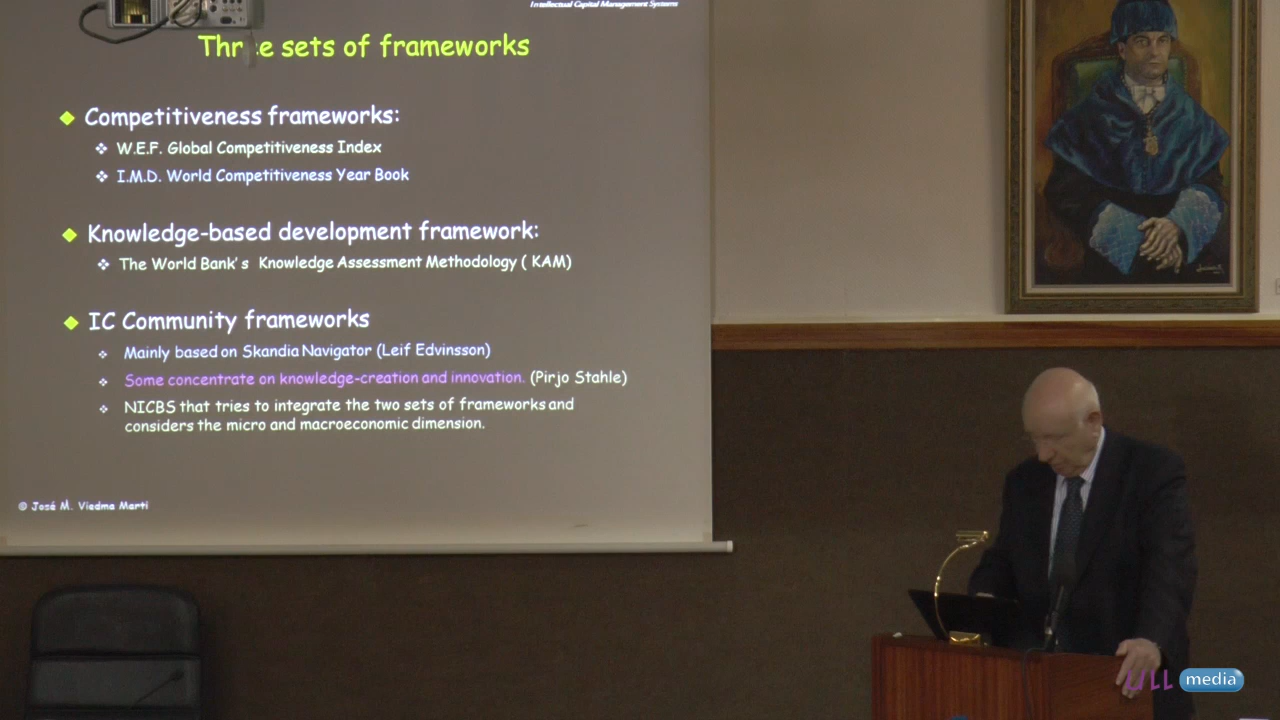 Intellectual Capital Management Systems
Thr e sets of frameworks
Competitiveness frameworks:
W.E.F. Global Competitiveness Index
I.M.D. World Competitiveness Year Book
Knowledge-based development framework:
The World Bank's Knowledge Assessment Methodology ( KAM)
IC Community frameworks
Mainly based on Skandia Navigator (Leif Edvinsson)
Some concentrate on knowledge-creation and innovation. (Pirjo Stahle)
NICBS that tries to integrate the two sets of frameworks and
considers the micro and macroeconomic dimension.
© José M. Viedma Marti
ULL media